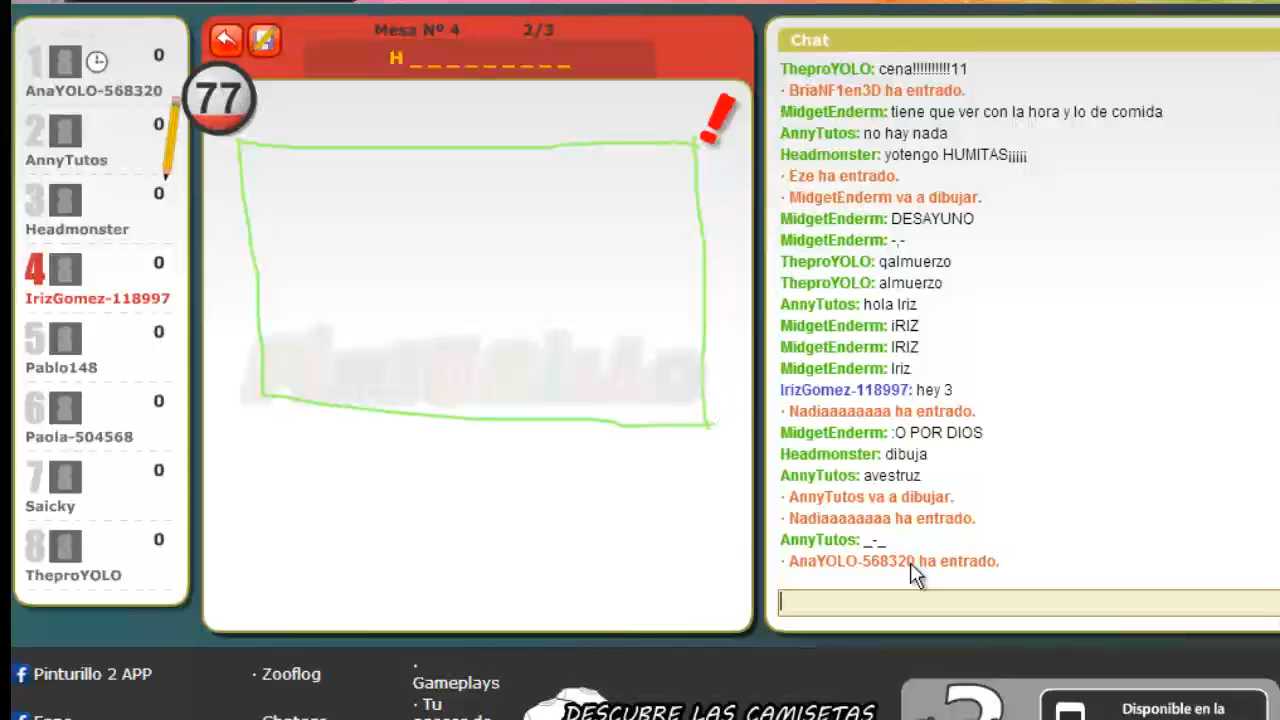 1 0
AnaYOLO-568320
2 0
AnnyTutos
3 0
Headmonster
4 0
IrizGomez-118997
5 0
Pablo148
6 0
Paola-504568
7 0
Saicky
8 0
TheproYOLO
77
Mesa Nº 4 2/3
H _ _ _ _ _ _ _ _ _
!
Chat
TheproYOLO: cena!!!!!!!!!!11
· BriaNF1en3D ha entrado.
MidgetEnderm: tiene que ver con la hora y lo de comida
AnnyTutos: no hay nada
Headmonster: yotengo HUMITAS¡¡¡¡¡
· Eze ha entrado.
· MidgetEnderm va a dibujar.
MidgetEnderm: DESAYUNO
MidgetEnderm: -,-
TheproYOLO: qalmuerzo
TheproYOLO: almuerzo
AnnyTutos: hola Iriz
MidgetEnderm: iRIZ
MidgetEnderm: IRIZ
MidgetEnderm: Iriz
IrizGomez-118997: hey 3
· Nadiaaaaaaaa ha entrado.
MidgetEnderm: :O POR DIOS
Headmonster: dibuja
AnnyTutos: avestruz
· AnnyTutos va a dibujar.
· Nadiaaaaaaaa ha entrado.
AnnyTutos: _-_
· AnaYOLO-568320 ha entrado.
Pinturillo 2 APP
· Zooflog
· Gameplays
· Tu
DESCUBRE LAS CAMISETAS
2
Disponible en la